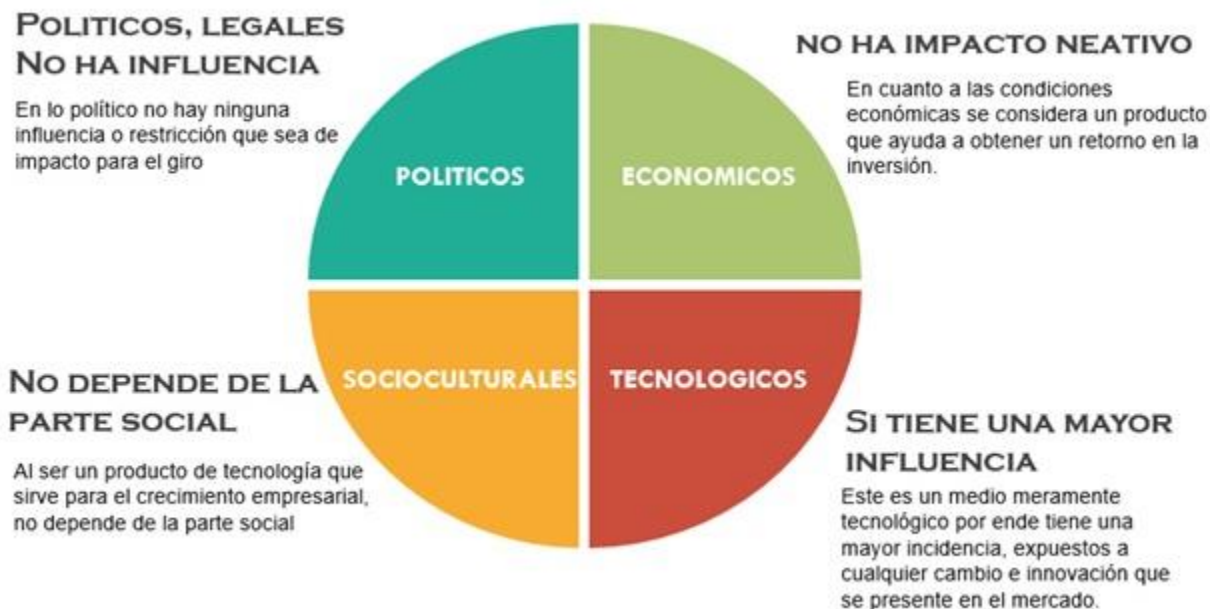 POLITICOS, LEGALES
NO HA INFLUENCIA
En lo político no hay ninguna
influencia o restricción que sea de
impacto para el giro
POLITICOS
NO HA IMPACTO NEATIVO
En cuanto a las condiciones
económicas se considera un producto
que ayuda a obtener un retorno en la
inversión.
ECONOMICOS
NO DEPENDE DE LA
PARTE SOCIAL
Al ser un producto de tecnología que
sirve para el crecimiento empresarial,
no depende de la parte social
SOCIOCULTURALES
TECNOLOGICOS
SI TIENE UNA MAYOR
INFLUENCIA
Este es un medio meramente
tecnológico por ende tiene una
mayor incidencia, expuestos a
cualquier cambio e innovación que
se presente en el mercado.